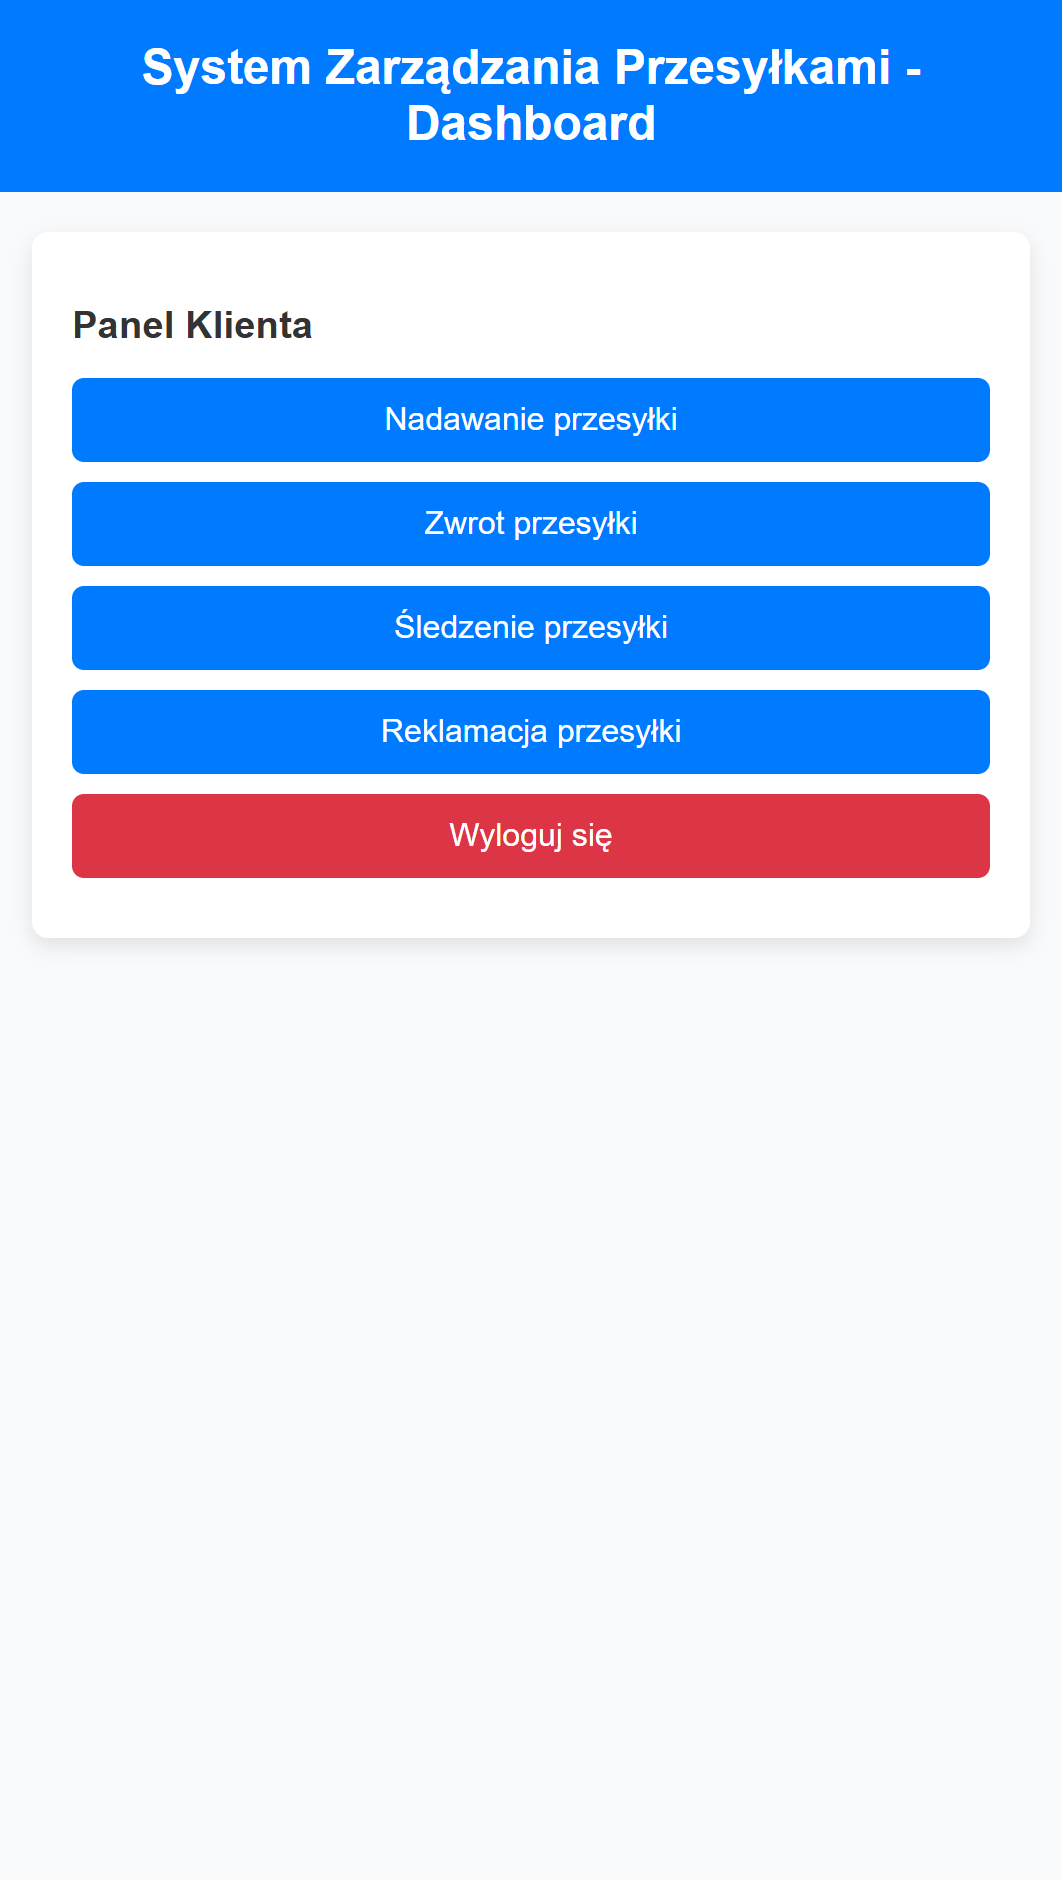 System Zarządzania Przesyłkami -
Dashboard
Panel Klienta
Nadawanie przesyłki
Zwrot przesyłki
Śledzenie przesyłki
Reklamacja przesyłki
Wyloguj się